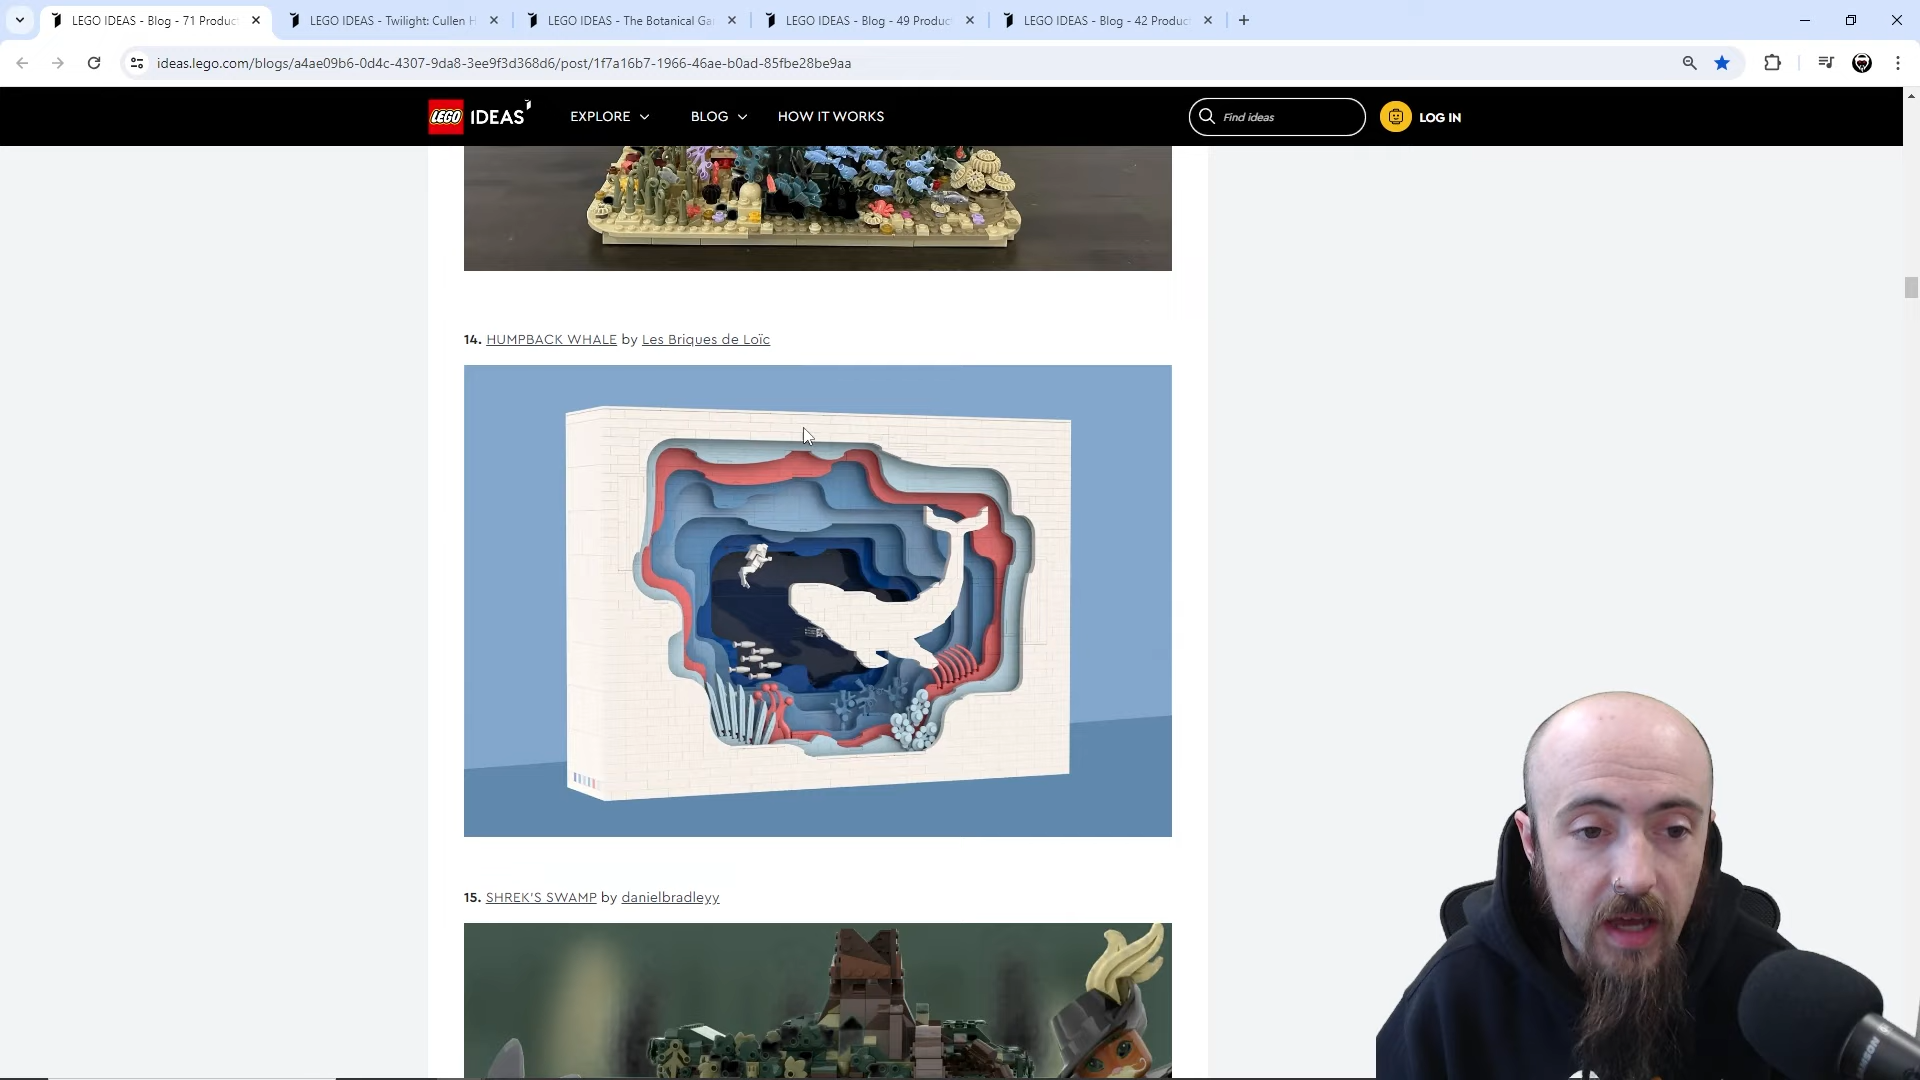 LEGO IDEAS - Blog - 71 Produc
LEGO IDEAS - Twilight: Cullen H
LEGO IDEAS - The Botanical Ga
LEGO IDEAS - Blog - 49 Produc
LEGO IDEAS - Blog - 42 Produc
ideas.lego.com/blogs/a4ae09b6-0d4c-4307-9da8-3ee9f3d368d6/post/1f7a16b7-1966-46ae-b0ad-85fbe28be9aa
LEGO IDEAS EXPLORE BLOG HOW IT WORKS Find ideas LOG IN
14. HUMPBACK WHALE by Les Briques de Loïc
15. SHREK'S SWAMP by danielbradleyy